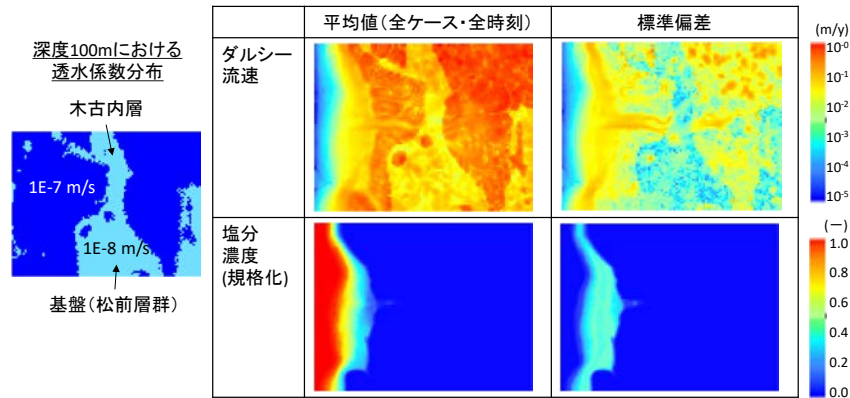 深度100mにおける
透水係数分布
木古内層
1E-7 m/s
1E-8 m/s
基盤(松前層群)
平均値(全ケース・全時刻)
標準偏差
ダルシー
流速
塩分
濃度
(規格化)
(m/y)
10⁻⁰
10⁻¹
10⁻²
10⁻³
10⁻⁴
10⁻⁵
(ー)
1.0
0.8
0.6
0.4
0.2
0.0